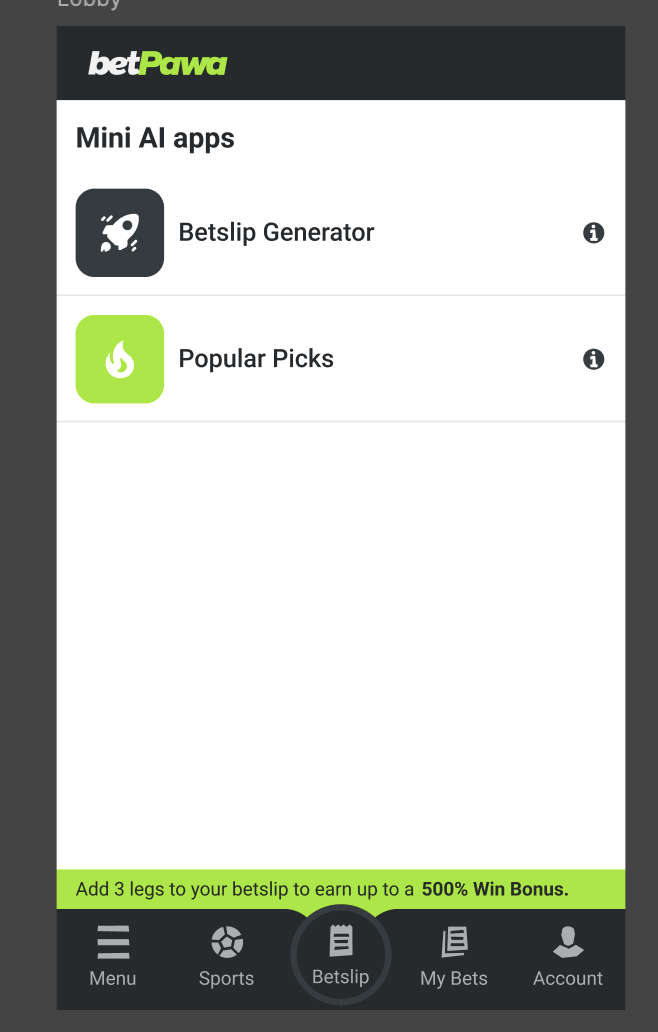 Lobby
betPawa
Mini AI apps
Betslip Generator
Popular Picks
Add 3 legs to your betslip to earn up to a 500% Win Bonus.
Menu
Sports
Betslip
My Bets
Account